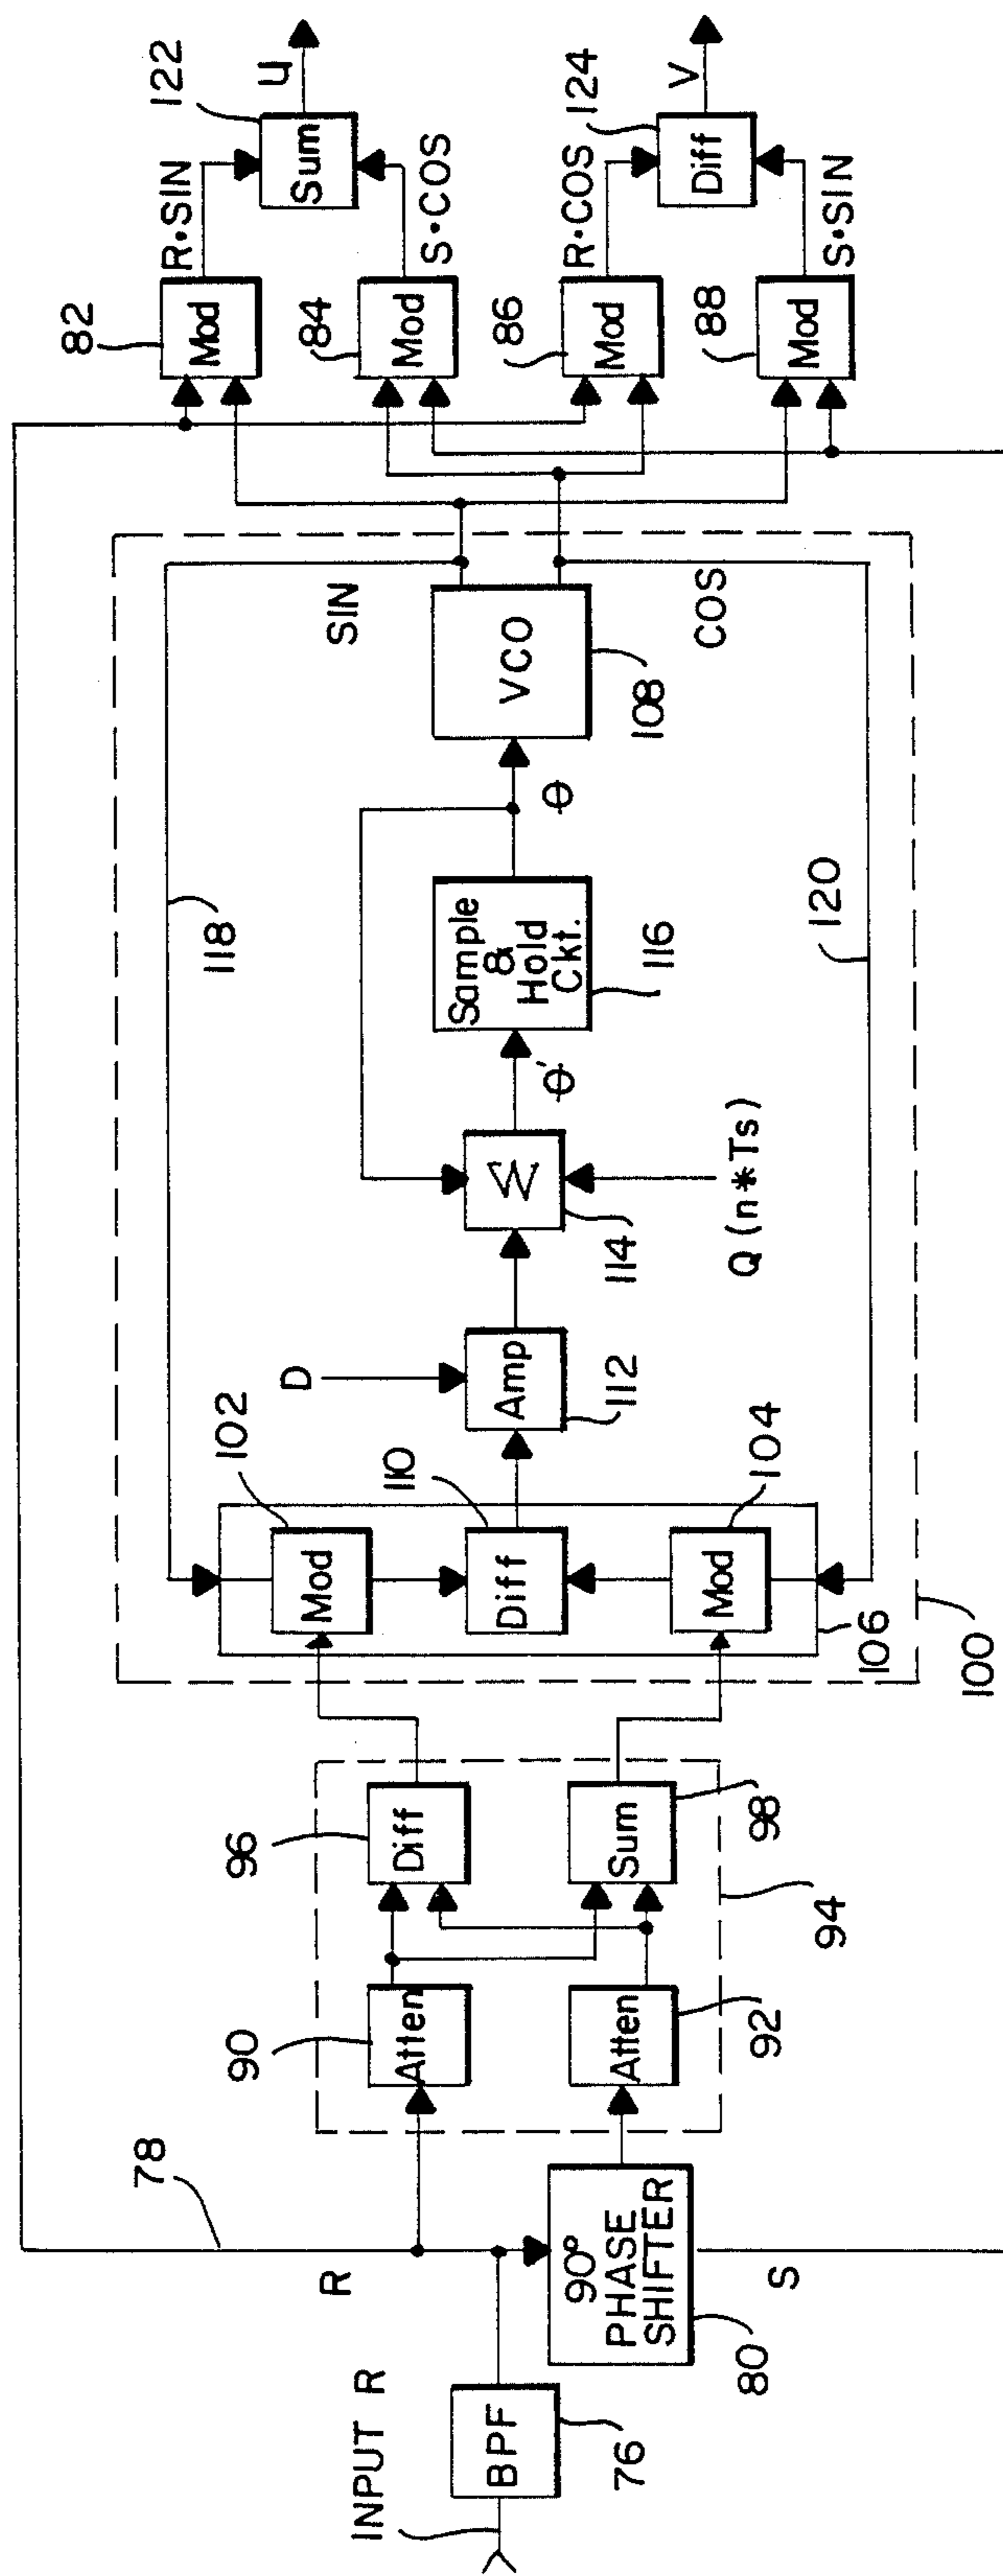 INPUT R
BPF
76
R
78
90°
PHASE
SHIFTER
80
S
90
Atten
Atten
92
94
96
Diff
Sum
98
100
102
Mod
110
Diff
Mod
104
106
D
Amp
112
Σ
114
Q (n*Ts)
θ'
Sample
&
Hold
Ckt.
116
θ
118
120
VCO
108
SIN
COS
82
Mod
R•SIN
84
Mod
S•COS
86
Mod
R•COS
88
Mod
S•SIN
122
Sum
U
124
Diff
V